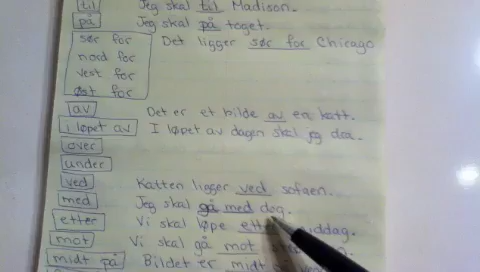 til Jeg skal til Madison.
på Jeg skal på toget.
sør for Det ligger sør for Chicago
nord for
vest for
øst for
av Det er et bilde av en katt.
i løpet av I løpet av dagen skal jeg dra.
over
under
ved Katten ligger ved sofaen.
med Jeg skal gå med dog.
etter Vi skal løpe middag.
mot Vi skal gå mot
midt på Bildet er midt